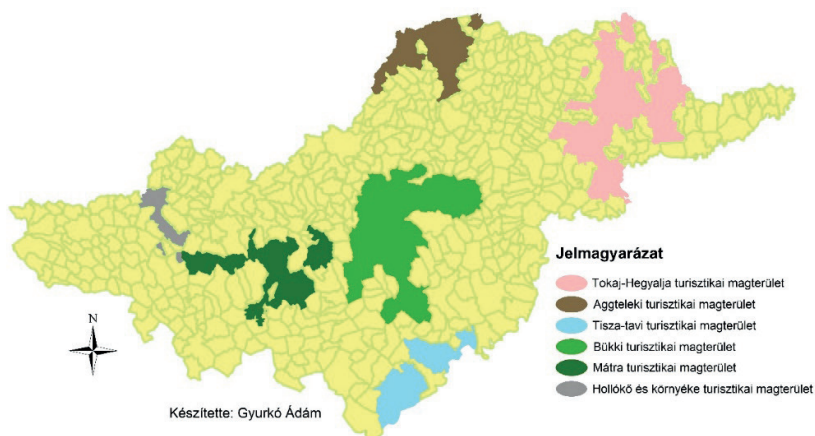 Jelmagyarázat
Tokaj-Hegyalja turisztikai magterület
Aggteleki turisztikai magterület
Tisza-tavi turisztikai magterület
Bükki turisztikai magterület
Mátra turisztikai magterület
Hollókő és környéke turisztikai magterület
N
Készítette: Gyurkó Ádám